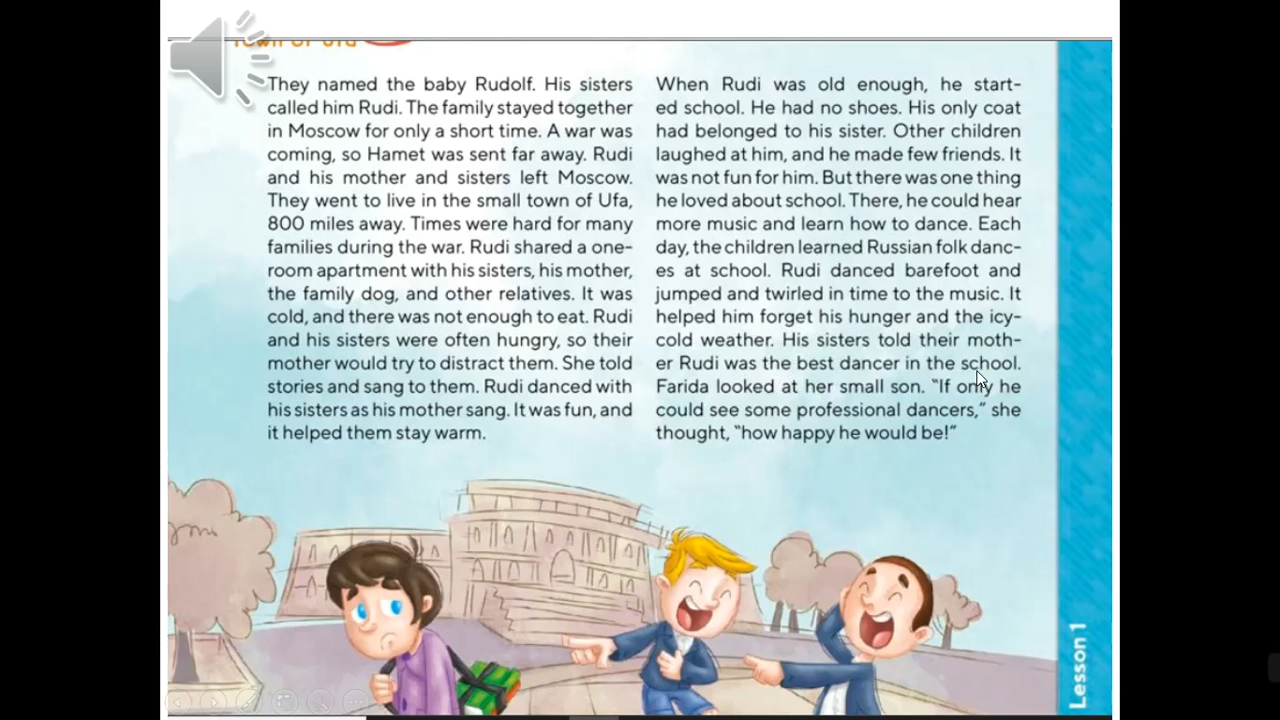 Town of Ufa
They named the baby Rudolf. His sisters
called him Rudi. The family stayed together
in Moscow for only a short time. A war was
coming, so Hamet was sent far away. Rudi
and his mother and sisters left Moscow.
They went to live in the small town of Ufa,
800 miles away. Times were hard for many
families during the war. Rudi shared a one-
room apartment with his sisters, his mother,
the family dog, and other relatives. It was
cold, and there was not enough to eat. Rudi
and his sisters were often hungry, so their
mother would try to distract them. She told
stories and sang to them. Rudi danced with
his sisters as his mother sang. It was fun, and
it helped them stay warm.
When Rudi was old enough, he start-
ed school. He had no shoes. His only coat
had belonged to his sister. Other children
laughed at him, and he made few friends. It
was not fun for him. But there was one thing
he loved about school. There, he could hear
more music and learn how to dance. Each
day, the children learned Russian folk danc-
es at school. Rudi danced barefoot and
jumped and twirled in time to the music. It
helped him forget his hunger and the icy-
cold weather. His sisters told their moth-
er Rudi was the best dancer in the school.
Farida looked at her small son. “If only he
could see some professional dancers,” she
thought, “how happy he would be!”
Lesson 1